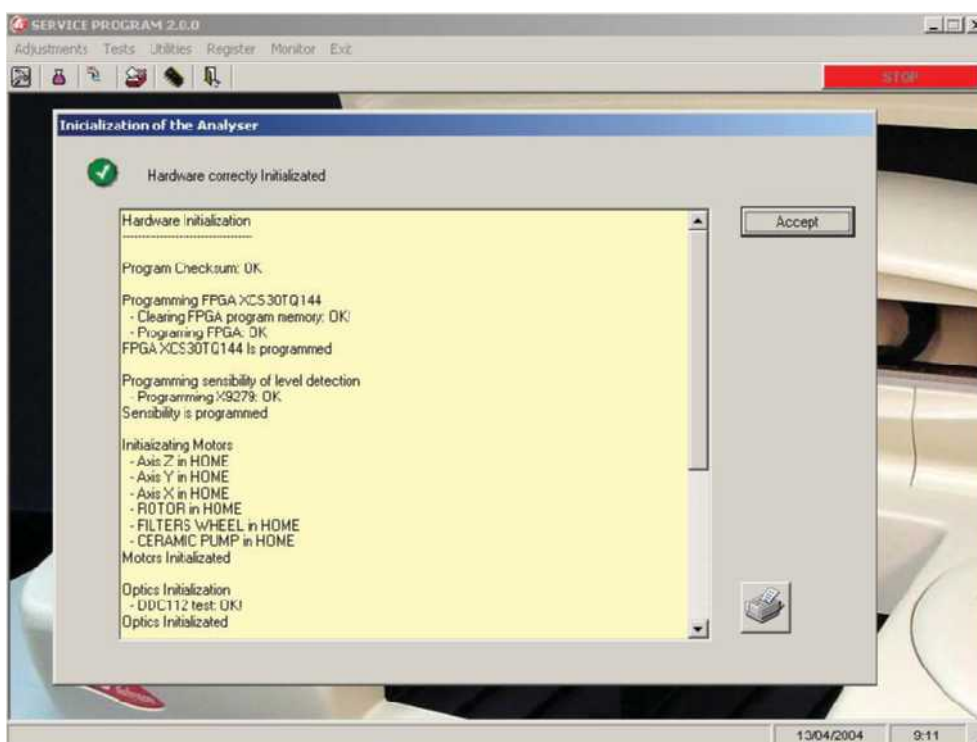 SERVICE PROGRAM 2.0.0
Adjustments Tests Utilities Register Monitor Exit
STOP
Inicialization of the Analyser
Hardware correctly Initializated
Accept
Hardware Initialization
--------------------------------
Program Checksum: OK
Programming FPGA XCS30TQ144
- Clearing FPGA program memory: OK!
- Programing FPGA: OK
FPGA XCS30TQ144 Is programmed
Programming sensibility of level detection
- Programming X9279: OK
Sensibility is programmed
Initializating Motors
- Axis Z in HOME
- Axis Y in HOME
- Axis X in HOME
- ROTOR in HOME
- FILTERS WHEEL in HOME
- CERAMIC PUMP in HOME
Motors Initializated
Optics Initialization
- DDC112 test: OK!
Optics Initializated
13/04/2004 9:11